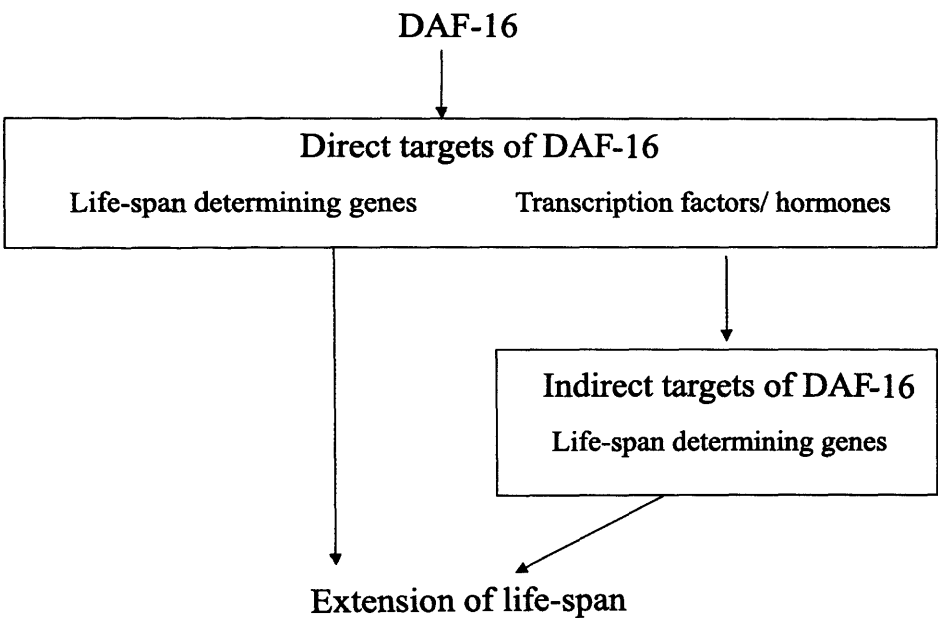 DAF-16
Direct targets of DAF-16
Life-span determining genes Transcription factors/ hormones
Indirect targets of DAF-16
Life-span determining genes
Extension of life-span